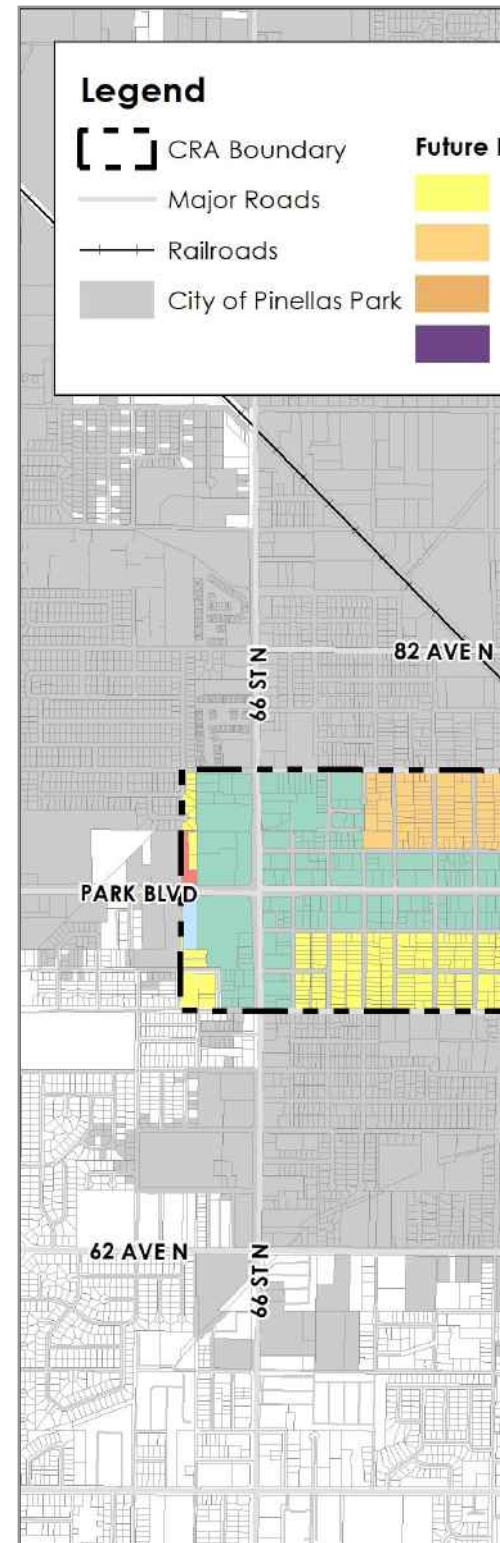 Legend
CRA Boundary
Major Roads
Railroads
City of Pinellas Park
Future
82 AVE N
66 ST N
PARK BLVD
62 AVE N
66 ST N